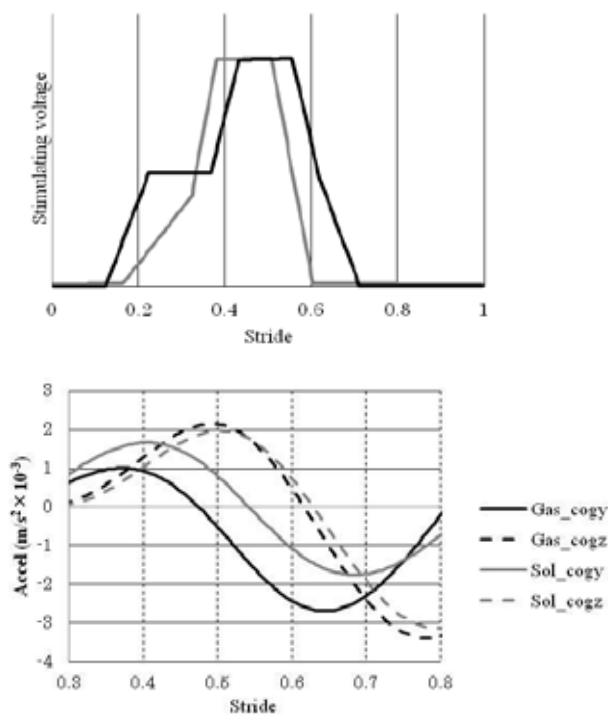 Stimulating voltage
0 0.2 0.4 0.6 0.8 1
Stride
3
2
1
0
-1
-2
-3
-4
Accel (m/s²×10⁻³)
0.3 0.4 0.5 0.6 0.7 0.8
Stride
Gas_cogy
Gas_cogz
Sol_cogy
Sol_cogz